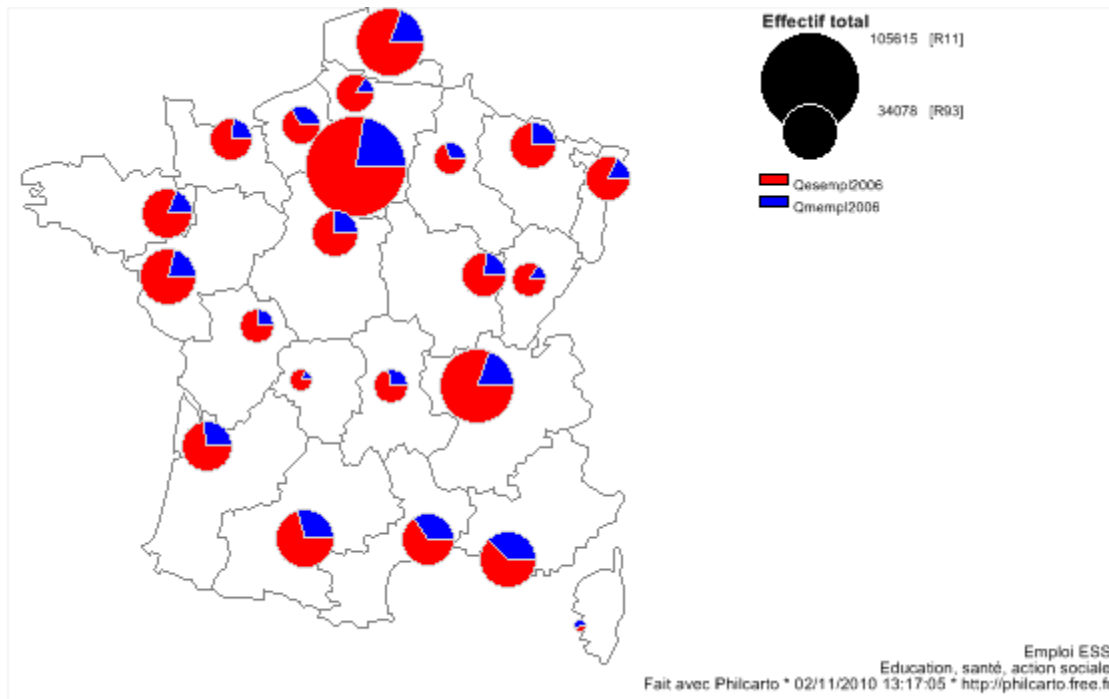 Effectif total
105615 [R11]
34078 [R93]
Qesempl2006
Qmempl2006
Emploi ESS
Education, santé, action sociale
Fait avec Philcarto * 02/11/2010 13:17:05 * http://philcarto.free.f